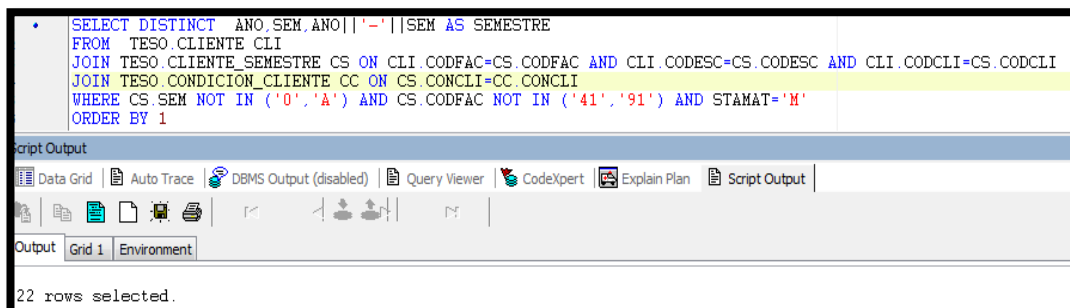 SELECT DISTINCT ANO,SEM,ANO||'-'||SEM AS SEMESTRE
FROM TESO.CLIENTE CLI
JOIN TESO.CLIENTE_SEMESTRE CS ON CLI.CODFAC=CS.CODFAC AND CLI.CODESC=CS.CODESC AND CLI.CODCLI=CS.CODCLI
JOIN TESO.CONDICION_CLIENTE CC ON CS.CONCLI=CC.CONCLI
WHERE CS.SEM NOT IN ('0','A') AND CS.CODFAC NOT IN ('41','91') AND STAMAT='M'
ORDER BY 1
Script Output
Data Grid Auto Trace DBMS Output (disabled) Query Viewer CodeXpert Explain Plan Script Output
Output Grid 1 Environment
22 rows selected.